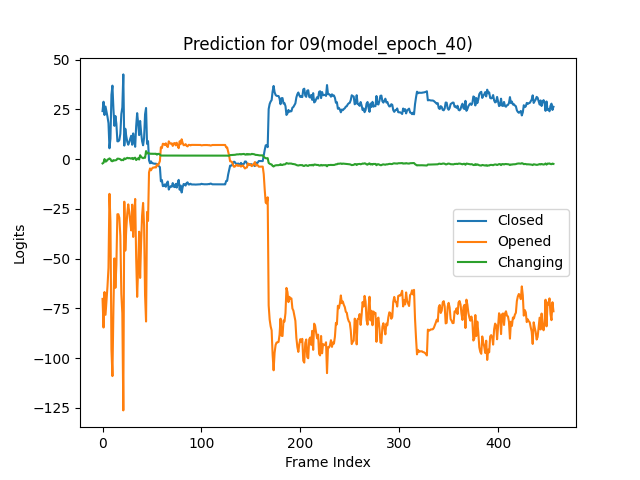 Prediction for 09(model_epoch_40)
50
25
0
−25
−50
−75
−100
−125
Logits
Closed
Opened
Changing
0 100 200 300 400
Frame Index